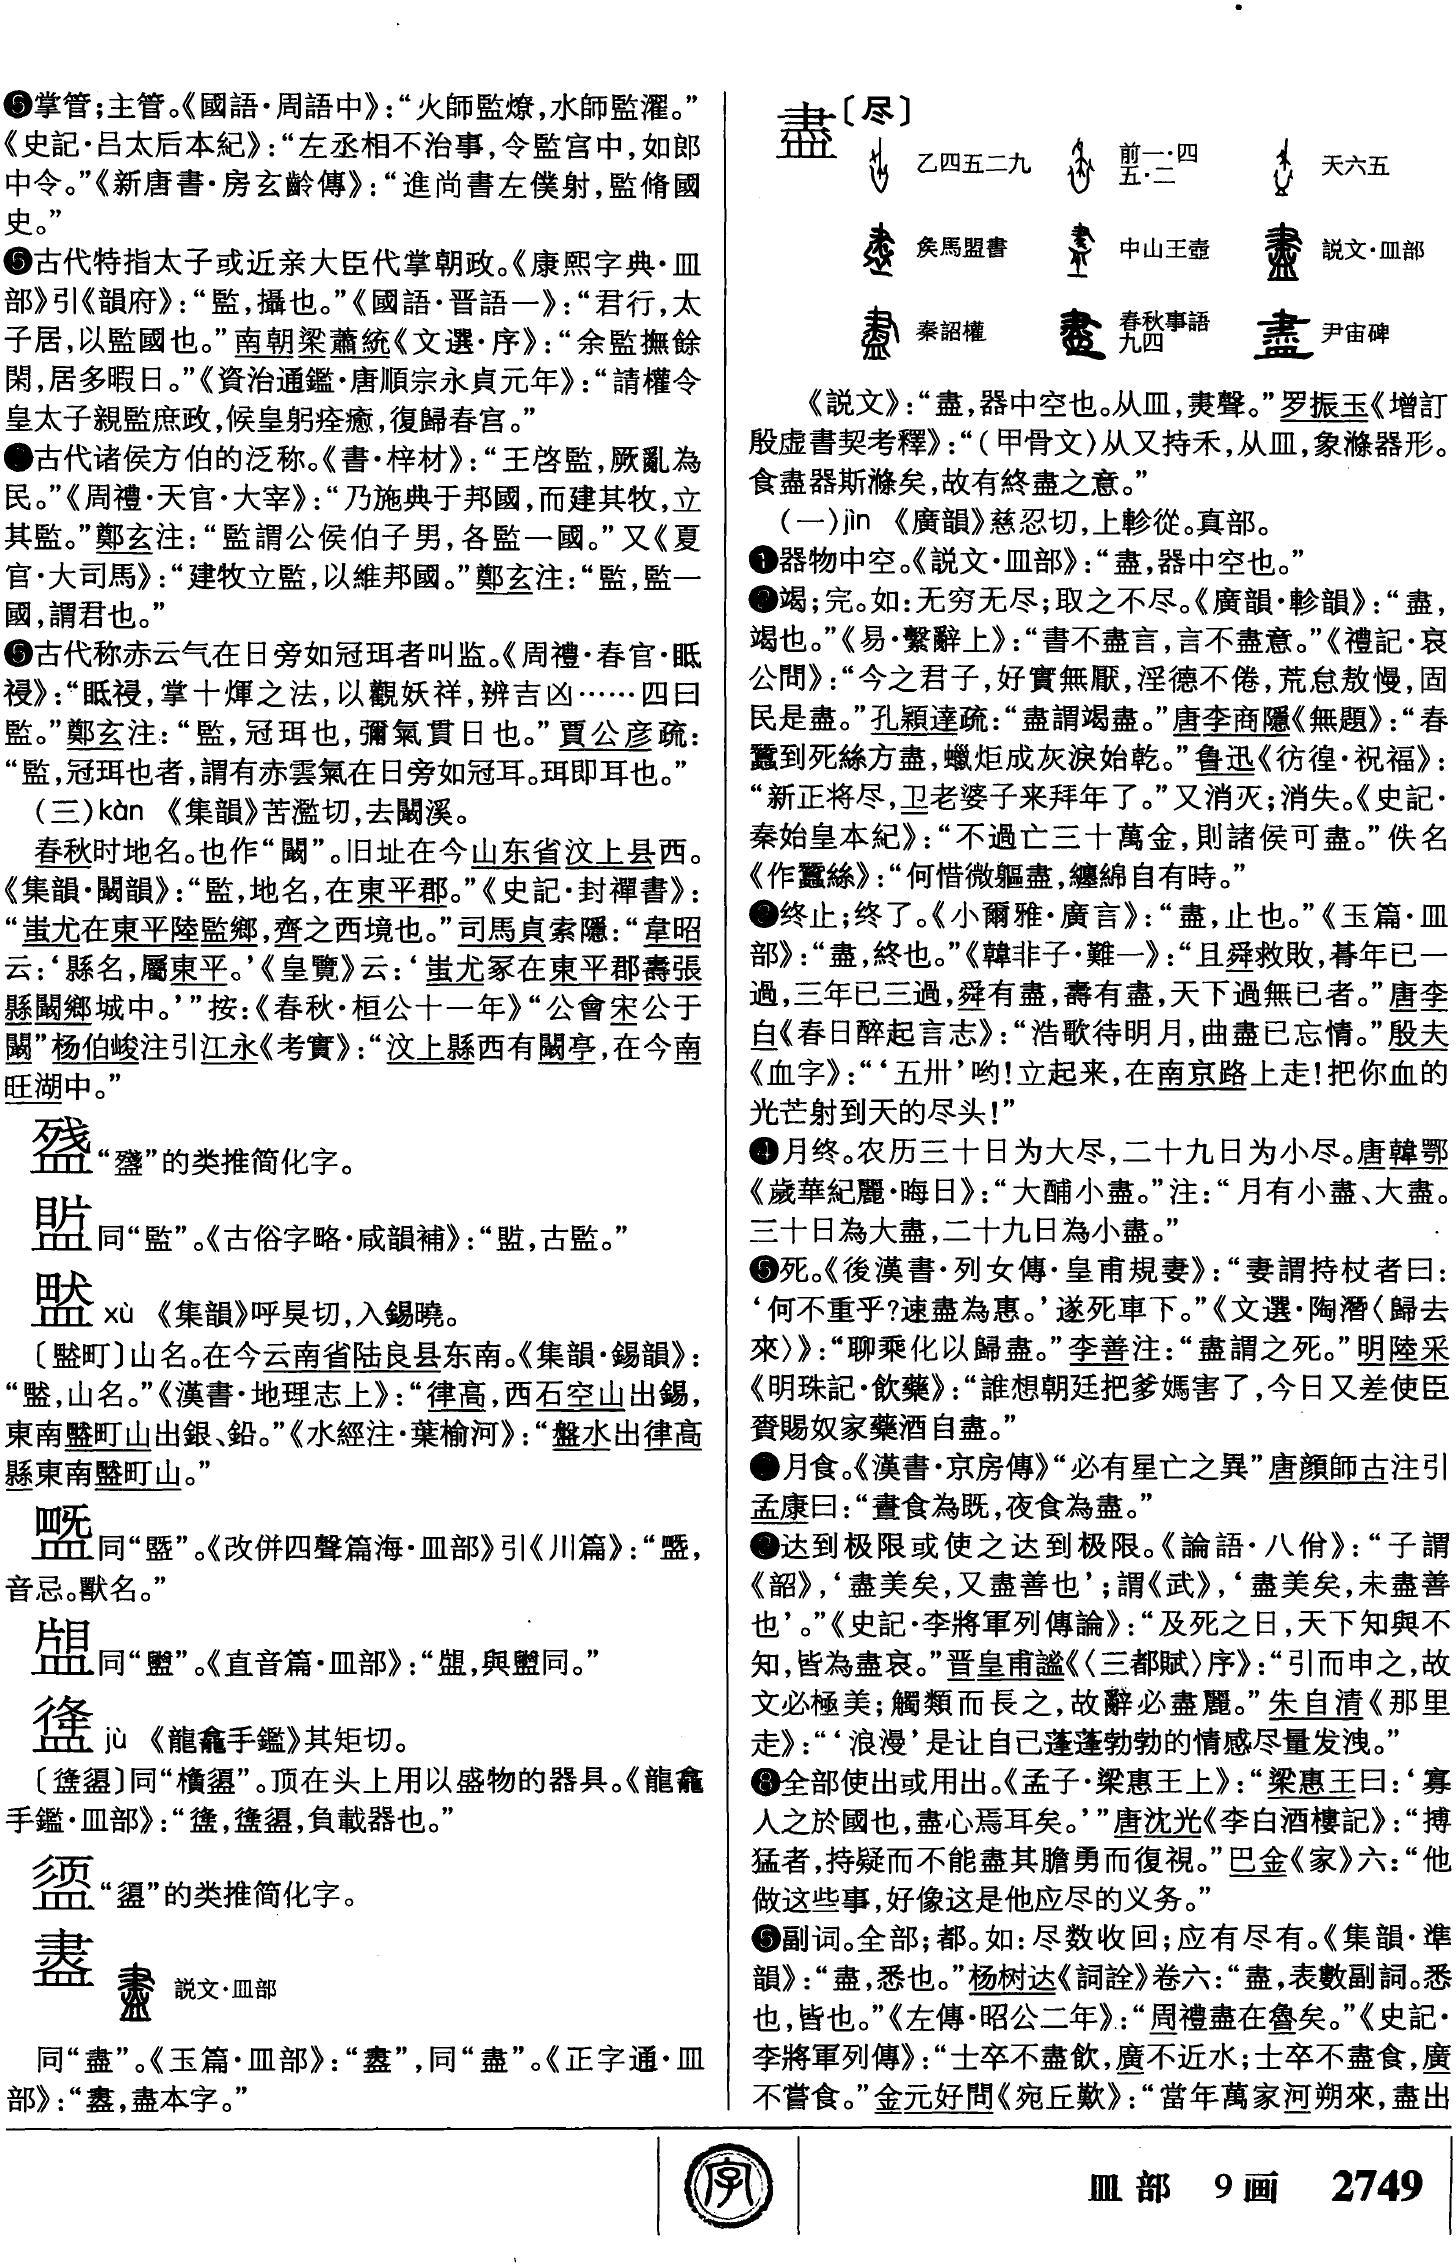 ❺掌管；主管。《國語·周語中》：“火師監燎，水師監濯。”
《史記·吕太后本紀》：“左丞相不治事，令監宫中，如郎
中令。”《新唐書·房玄齡傳》：“進尚書左僕射，監脩國
史。”
❻古代特指太子或近亲大臣代掌朝政。《康熙字典·皿
部》引《韻府》：“監，攝也。”《國語·晋語一》：“君行，太
子居，以監國也。”南朝梁蕭統《文選·序》：“余監撫餘
閑，居多暇日。”《資治通鑑·唐順宗永貞元年》：“請權令
皇太子親監庶政，候皇躬痊癒，復歸春宫。”
❼古代诸侯方伯的泛称。《書·梓材》：“王啓監，厥亂為
民。”《周禮·天官·大宰》：“乃施典于邦國，而建其牧，立
其監。”鄭玄注：“監謂公侯伯子男，各監一國。”又《夏
官·大司馬》：“建牧立監，以維邦國。”鄭玄注：“監，監一
國，謂君也。”
❽古代称赤云气在日旁如冠珥者叫监。《周禮·春官·眡
祲》：“眡祲，掌十煇之法，以觀妖祥，辨吉凶……四曰
監。”鄭玄注：“監，冠珥也，彌氣貫日也。”賈公彦疏：
“監，冠珥也者，謂有赤雲氣在日旁如冠耳。珥即耳也。”
（三）kàn 《集韻》苦濫切，去闞溪。
春秋时地名。也作“闞”。旧址在今山东省汶上县西。
《集韻·闞韻》：“監，地名，在東平郡。”《史記·封禪書》：
“蚩尤在東平陸監鄉，齊之西境也。”司馬貞索隱：“韋昭
云：‘縣名，屬東平。’《皇覽》云：‘蚩尤冢在東平郡壽張
縣闞鄉城中。’”按：《春秋·桓公十一年》“公會宋公于
闞”杨伯峻注引江永《考實》：“汶上縣西有闞亭，在今南
旺湖中。”
“盞”的类推简化字。
同“監”。《古俗字略·咸韻補》：“，古監。”
xù 《集韻》呼狊切，入錫曉。
〔町〕山名。在今云南省陆良县东南。《集韻·錫韻》：
“，山名。”《漢書·地理志上》：“律高，西石空山出錫，
東南町山出銀、鉛。”《水經注·葉榆河》：“盤水出律高
縣東南町山。”
同“”。《改併四聲篇海·皿部》引《川篇》：“，
音忌。獸名。”
同“”。《直音篇·皿部》：“，與同。”
jù 《龍龕手鑑》其矩切。
〔〕同“”。顶在头上用以盛物的器具。《龍龕
手鑑·皿部》：“，，負載器也。”
“”的类推简化字。
説文·皿部
同“盡”。《玉篇·皿部》：“”，同“盡”。《正字通·皿
部》：“，盡本字。”
盡〔尽〕
乙四五二九 前一·四五·二 天六五
矦馬盟書 中山王壺 説文·皿部
秦詔權 春秋事語九四 尹宙碑
《説文》：“盡，器中空也。从皿，㶳聲。”罗振玉《增訂
殷虚書契考釋》：“（甲骨文）从又持禾，从皿，象滌器形。
食盡器斯滌矣，故有終盡之意。”
（一）jìn 《廣韻》慈忍切，上軫從。真部。
❶器物中空。《説文·皿部》：“盡，器中空也。”
❷竭；完。如：无穷无尽；取之不尽。《廣韻·軫韻》：“盡，
竭也。”《易·繫辭上》：“書不盡言，言不盡意。”《禮記·哀
公問》：“今之君子，好實無厭，淫德不倦，荒怠敖慢，固
民是盡。”孔穎達疏：“盡謂竭盡。”唐李商隱《無題》：“春
蠶到死絲方盡，蠟炬成灰淚始乾。”鲁迅《彷徨·祝福》：
“新正将尽，卫老婆子来拜年了。”又消灭；消失。《史記·
秦始皇本紀》：“不過亡三十萬金，則諸侯可盡。”佚名
《作蠶絲》：“何惜微軀盡，纏綿自有時。”
❸终止；终了。《小爾雅·廣言》：“盡，止也。”《玉篇·皿
部》：“盡，終也。”《韓非子·難一》：“且舜救敗，朞年已一
過，三年已三過，舜有盡，壽有盡，天下過無已者。”唐李
白《春日醉起言志》：“浩歌待明月，曲盡已忘情。”殷夫
《血字》：“‘五卅’哟！立起来，在南京路上走！把你血的
光芒射到天的尽头！”
❹月终。农历三十日为大尽，二十九日为小尽。唐韓鄂
《歲華紀麗·晦日》：“大酺小盡。”注：“月有小盡、大盡。
三十日為大盡，二十九日為小盡。”
❺死。《後漢書·列女傳·皇甫規妻》：“妻謂持杖者曰：
‘何不重乎？速盡為惠。’遂死車下。”《文選·陶潛〈歸去
來〉》：“聊乘化以歸盡。”李善注：“盡謂之死。”明陸采
《明珠記·飲藥》：“誰想朝廷把爹媽害了，今日又差使臣
賫賜奴家藥酒自盡。”
❻月食。《漢書·京房傳》“必有星亡之異”唐顔師古注引
孟康曰：“晝食為既，夜食為盡。”
❼达到极限或使之达到极限。《論語·八佾》：“子謂
《韶》，‘盡美矣，又盡善也’；謂《武》，‘盡美矣，未盡善
也’。”《史記·李將軍列傳論》：“及死之日，天下知與不
知，皆為盡哀。”晋皇甫謐《〈三都賦〉序》：“引而申之，故
文必極美；觸類而長之，故辭必盡麗。”朱自清《那里
走》：“‘浪漫’是让自己蓬蓬勃勃的情感尽量发洩。”
❽全部使出或用出。《孟子·梁惠王上》：“梁惠王曰：‘寡
人之於國也，盡心焉耳矣。’”唐沈光《李白酒樓記》：“搏
猛者，持疑而不能盡其膽勇而復視。”巴金《家》六：“他
做这些事，好像这是他应尽的义务。”
❾副词。全部；都。如：尽数收回；应有尽有。《集韻·準
韻》：“盡，悉也。”杨树达《詞詮》卷六：“盡，表數副詞。悉
也，皆也。”《左傳·昭公二年》：“周禮盡在魯矣。”《史記·
李將軍列傳》：“士卒不盡飲，廣不近水；士卒不盡食，廣
不嘗食。”金元好問《宛丘歎》：“當年萬家河朔來，盡出
字
皿部 9画 2749